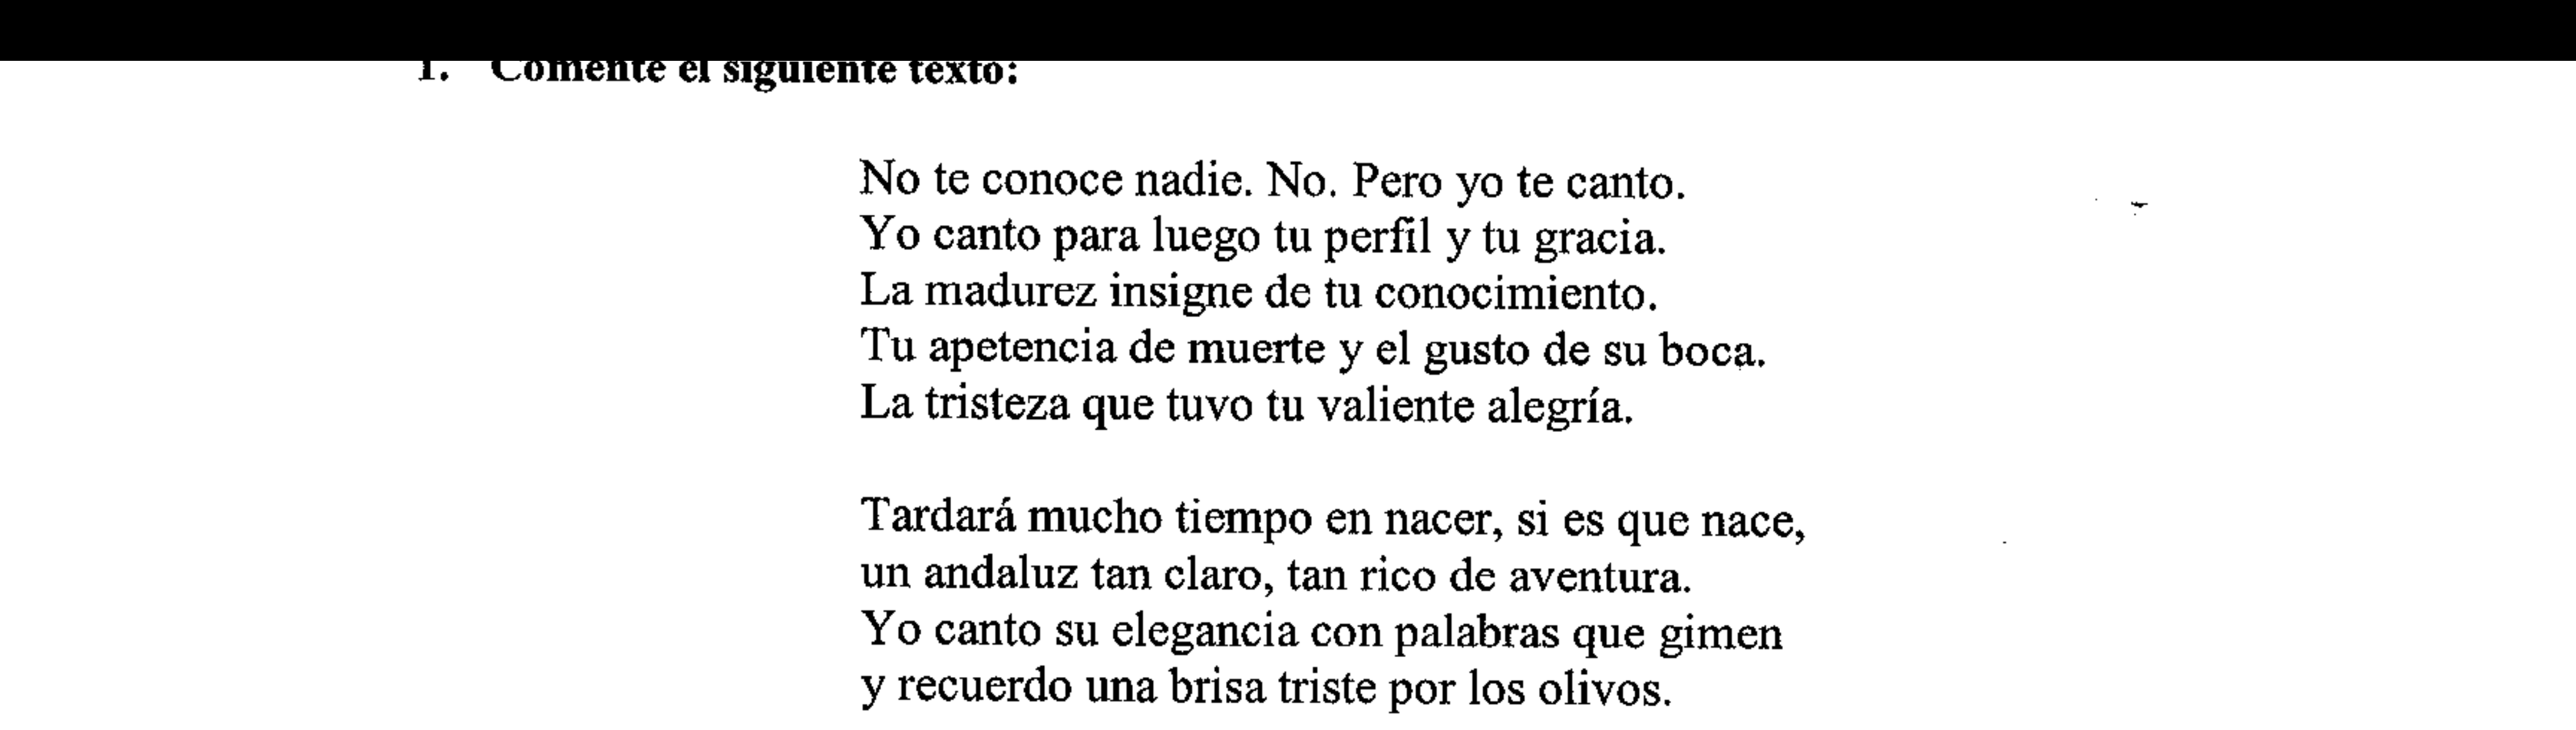 1. Comente el siguiente texto:
No te conoce nadie. No. Pero yo te canto.
Yo canto para luego tu perfil y tu gracia.
La madurez insigne de tu conocimiento.
Tu apetencia de muerte y el gusto de su boca.
La tristeza que tuvo tu valiente alegría.
Tardará mucho tiempo en nacer, si es que nace,
un andaluz tan claro, tan rico de aventura.
Yo canto su elegancia con palabras que gimen
y recuerdo una brisa triste por los olivos.